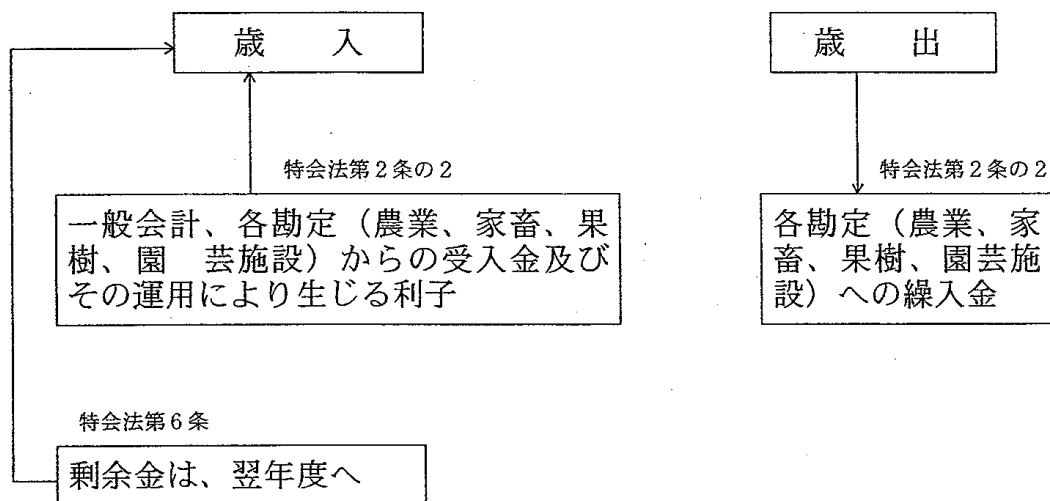 歳　入
歳　出
特会法第２条の２
特会法第２条の２
一般会計、各勘定（農業、家畜、果
樹、園　芸施設）からの受入金及び
その運用により生じる利子
各勘定（農業、家
畜、果樹、園芸施
設）への繰入金
特会法第６条
剰余金は、翌年度へ